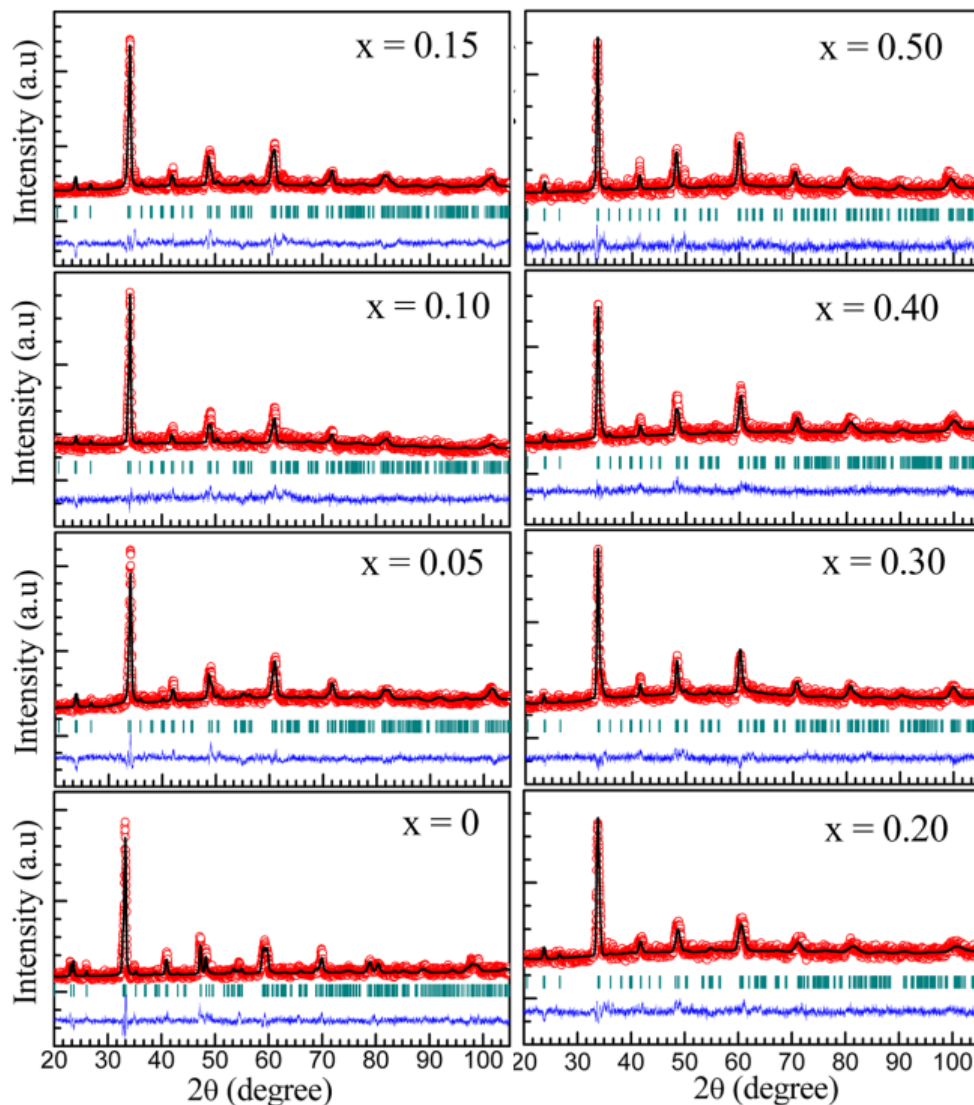 x = 0.15
x = 0.50
Intensity (a.u)
x = 0.10
x = 0.40
Intensity (a.u)
x = 0.05
x = 0.30
Intensity (a.u)
x = 0
x = 0.20
Intensity (a.u)
20 30 40 50 60 70 80 90 100
20 30 40 50 60 70 80 90 100
2θ (degree)
2θ (degree)